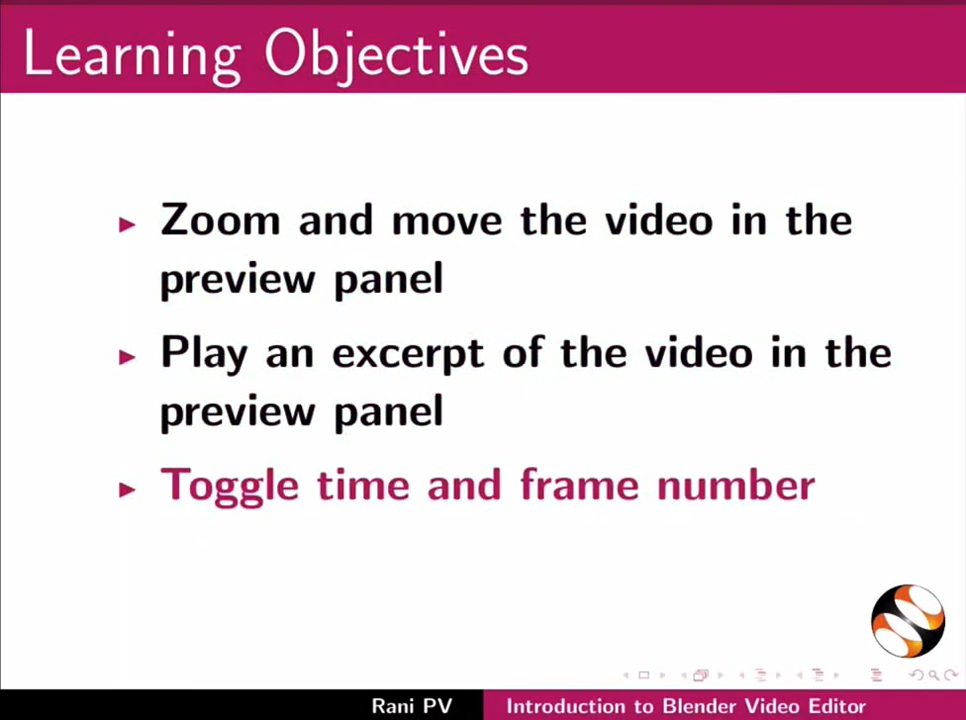 Learning Objectives
Zoom and move the video in the
preview panel
Play an excerpt of the video in the
preview panel
Toggle time and frame number
Rani PV
Introduction to Blender Video Editor